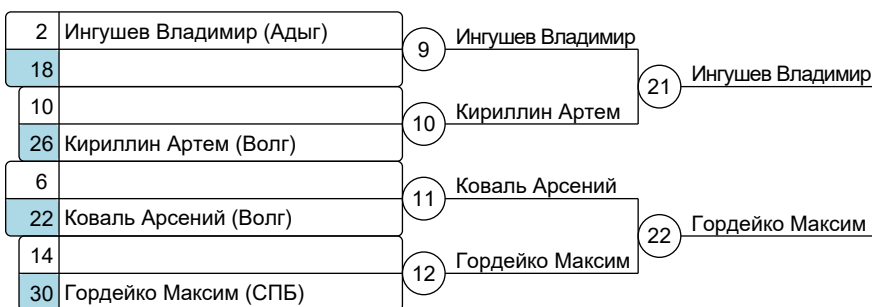 2 Ингушев Владимир (Адыг)
18
9 Ингушев Владимир
21 Ингушев Владимир
10
26 Кириллин Артем (Волг)
10 Кириллин Артем
6
22 Коваль Арсений (Волг)
11 Коваль Арсений
22 Гордейко Максим
14
30 Гордейко Максим (СПБ)
12 Гордейко Максим